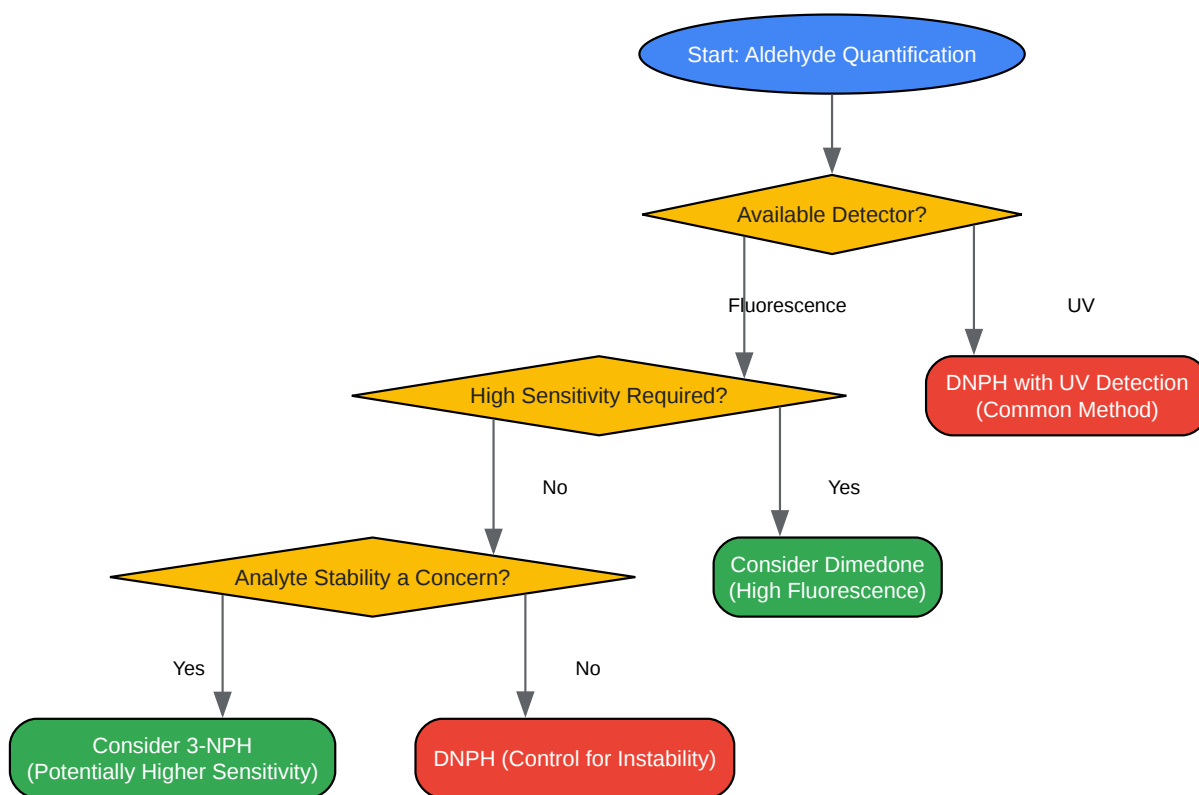 Start: Aldehyde Quantification
Available Detector?
Fluorescence
UV
DNPH with UV Detection
(Common Method)
High Sensitivity Required?
No
Yes
Consider Dimedone
(High Fluorescence)
Analyte Stability a Concern?
Yes
No
Consider 3-NPH
(Potentially Higher Sensitivity)
DNPH (Control for Instability)